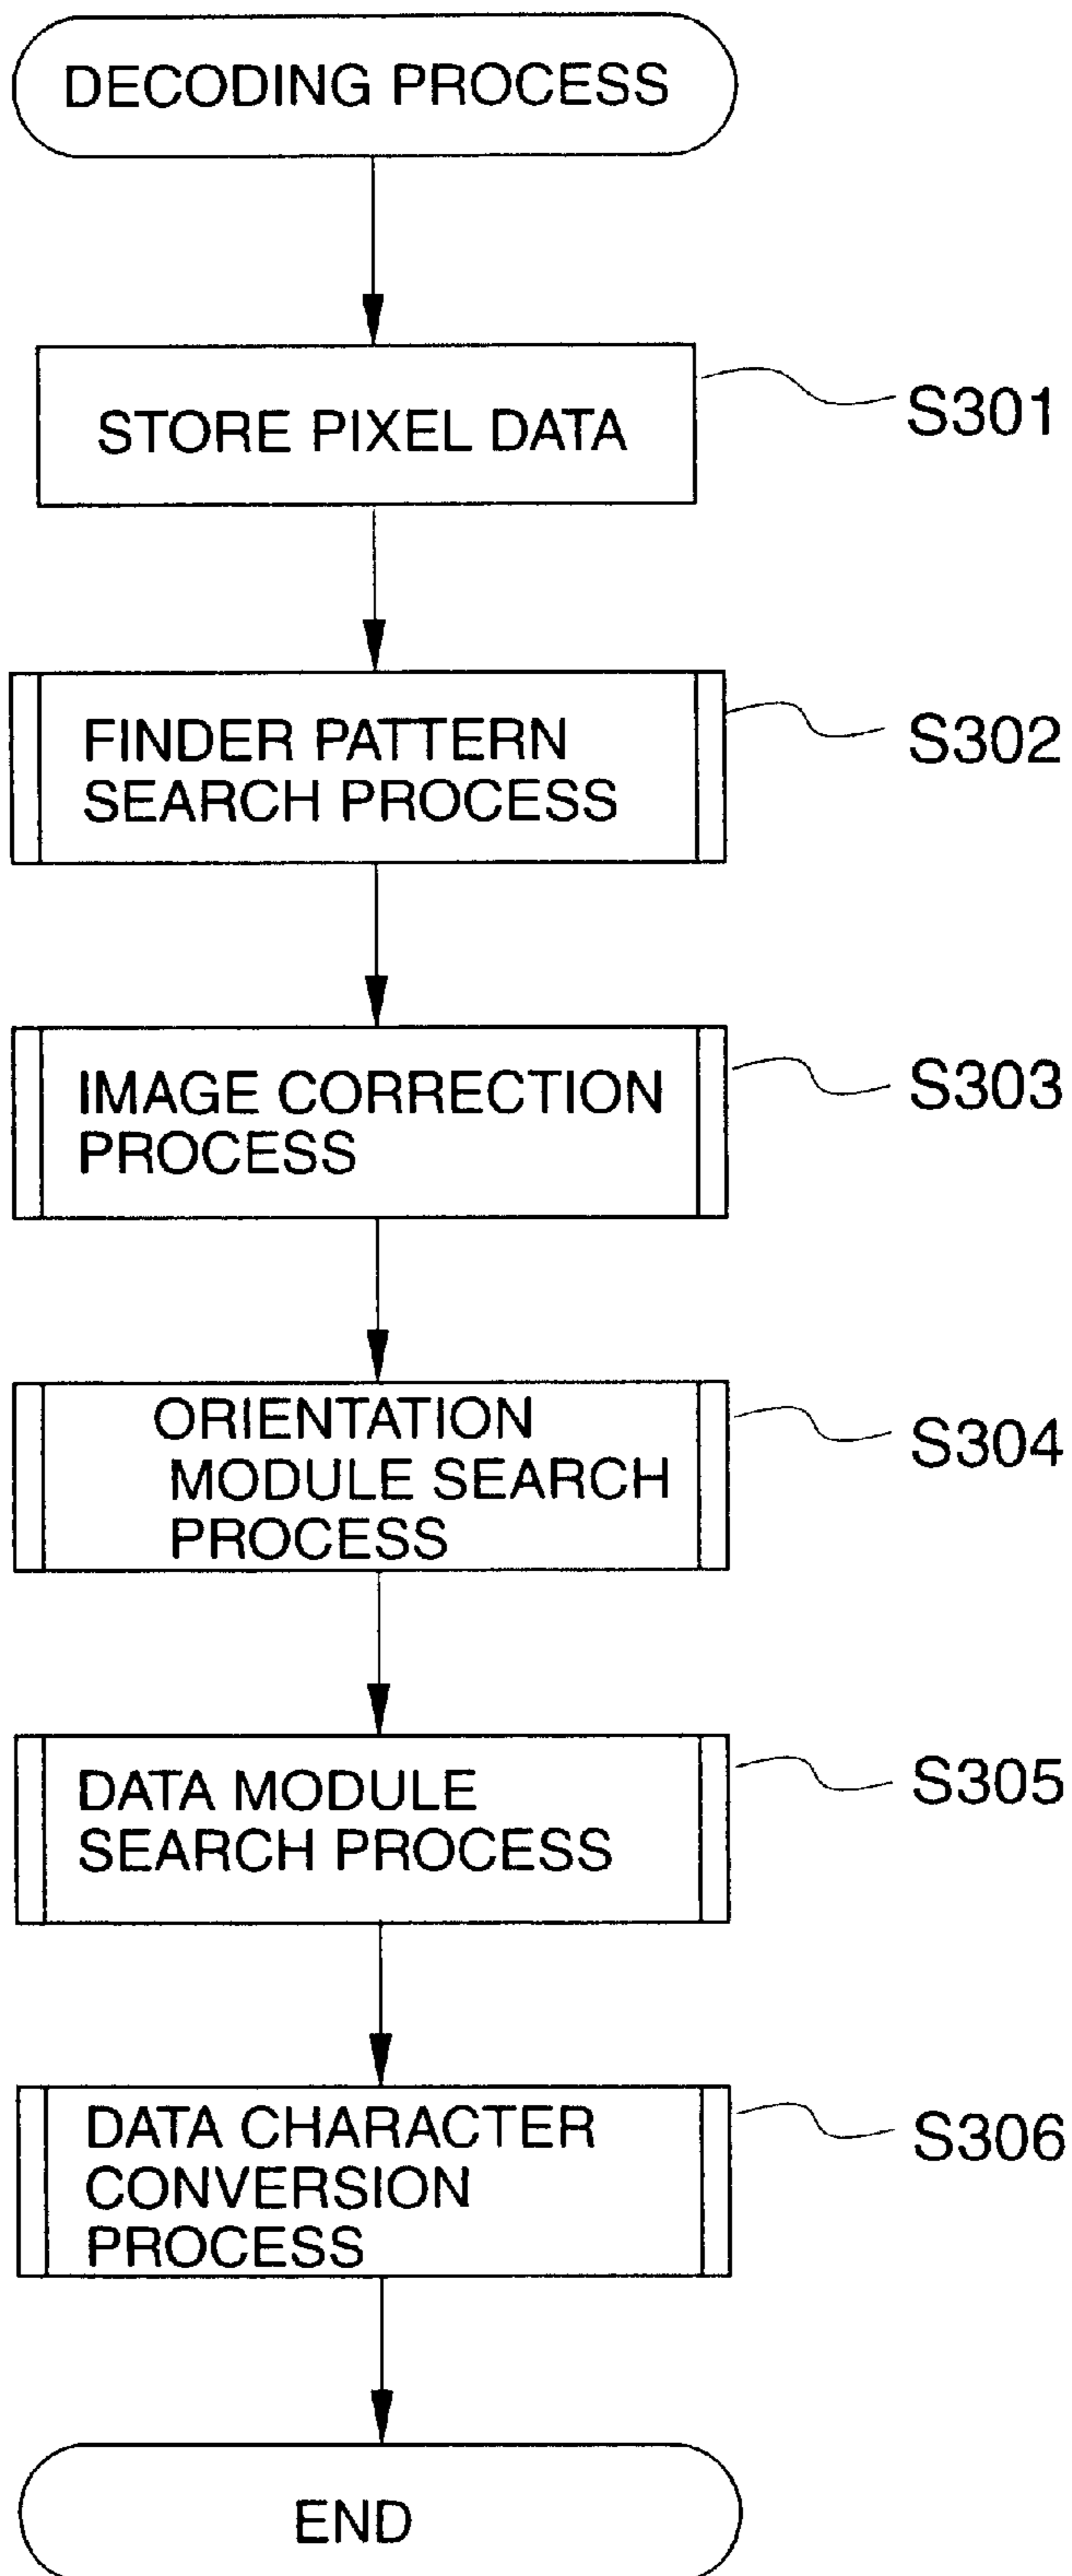 DECODING PROCESS
STORE PIXEL DATA
S301
FINDER PATTERN
SEARCH PROCESS
S302
IMAGE CORRECTION
PROCESS
S303
ORIENTATION
MODULE SEARCH
PROCESS
S304
DATA MODULE
SEARCH PROCESS
S305
DATA CHARACTER
CONVERSION
PROCESS
S306
END